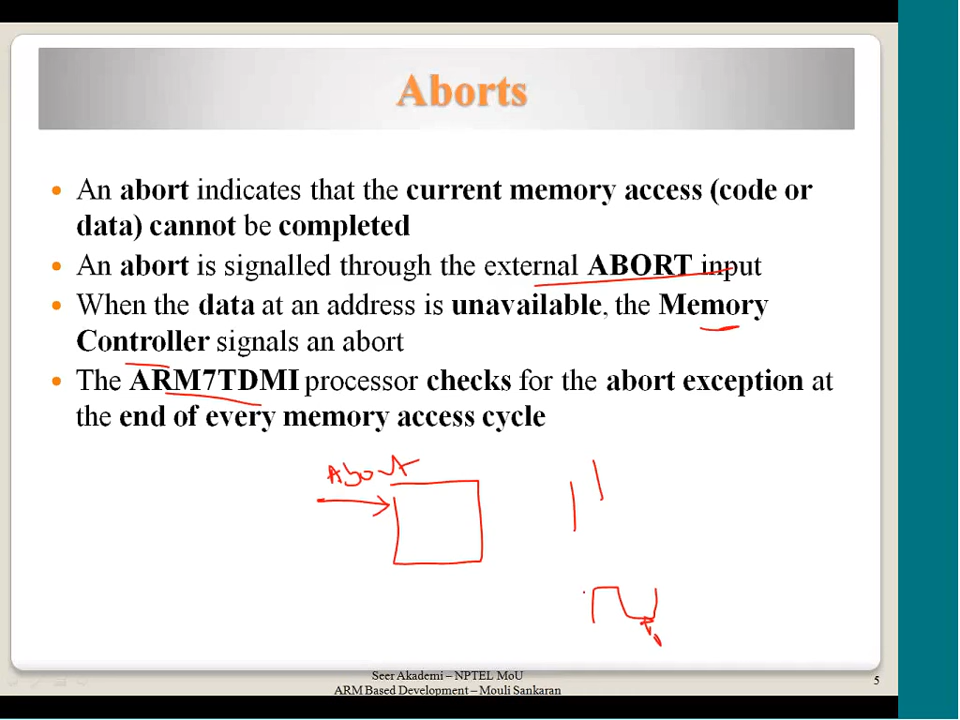 Aborts
• An abort indicates that the current memory access (code or
data) cannot be completed
• An abort is signalled through the external ABORT input
• When the data at an address is unavailable, the Memory
Controller signals an abort
• The ARM7TDMI processor checks for the abort exception at
the end of every memory access cycle
Abort
Seer Akademi – NPTEL MoU
ARM Based Development – Mouli Sankaran
5